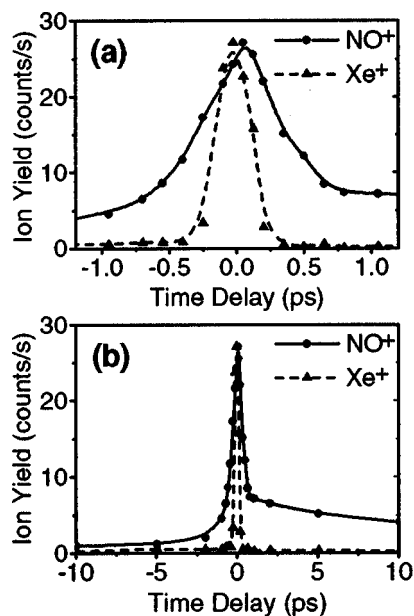 30
(a)
NO+
Xe+
20
10
0
Ion Yield (counts/s)
-1.0 -0.5 0.0 0.5 1.0
Time Delay (ps)
30
(b)
NO+
Xe+
20
10
0
Ion Yield (counts/s)
-10 -5 0 5 10
Time Delay (ps)